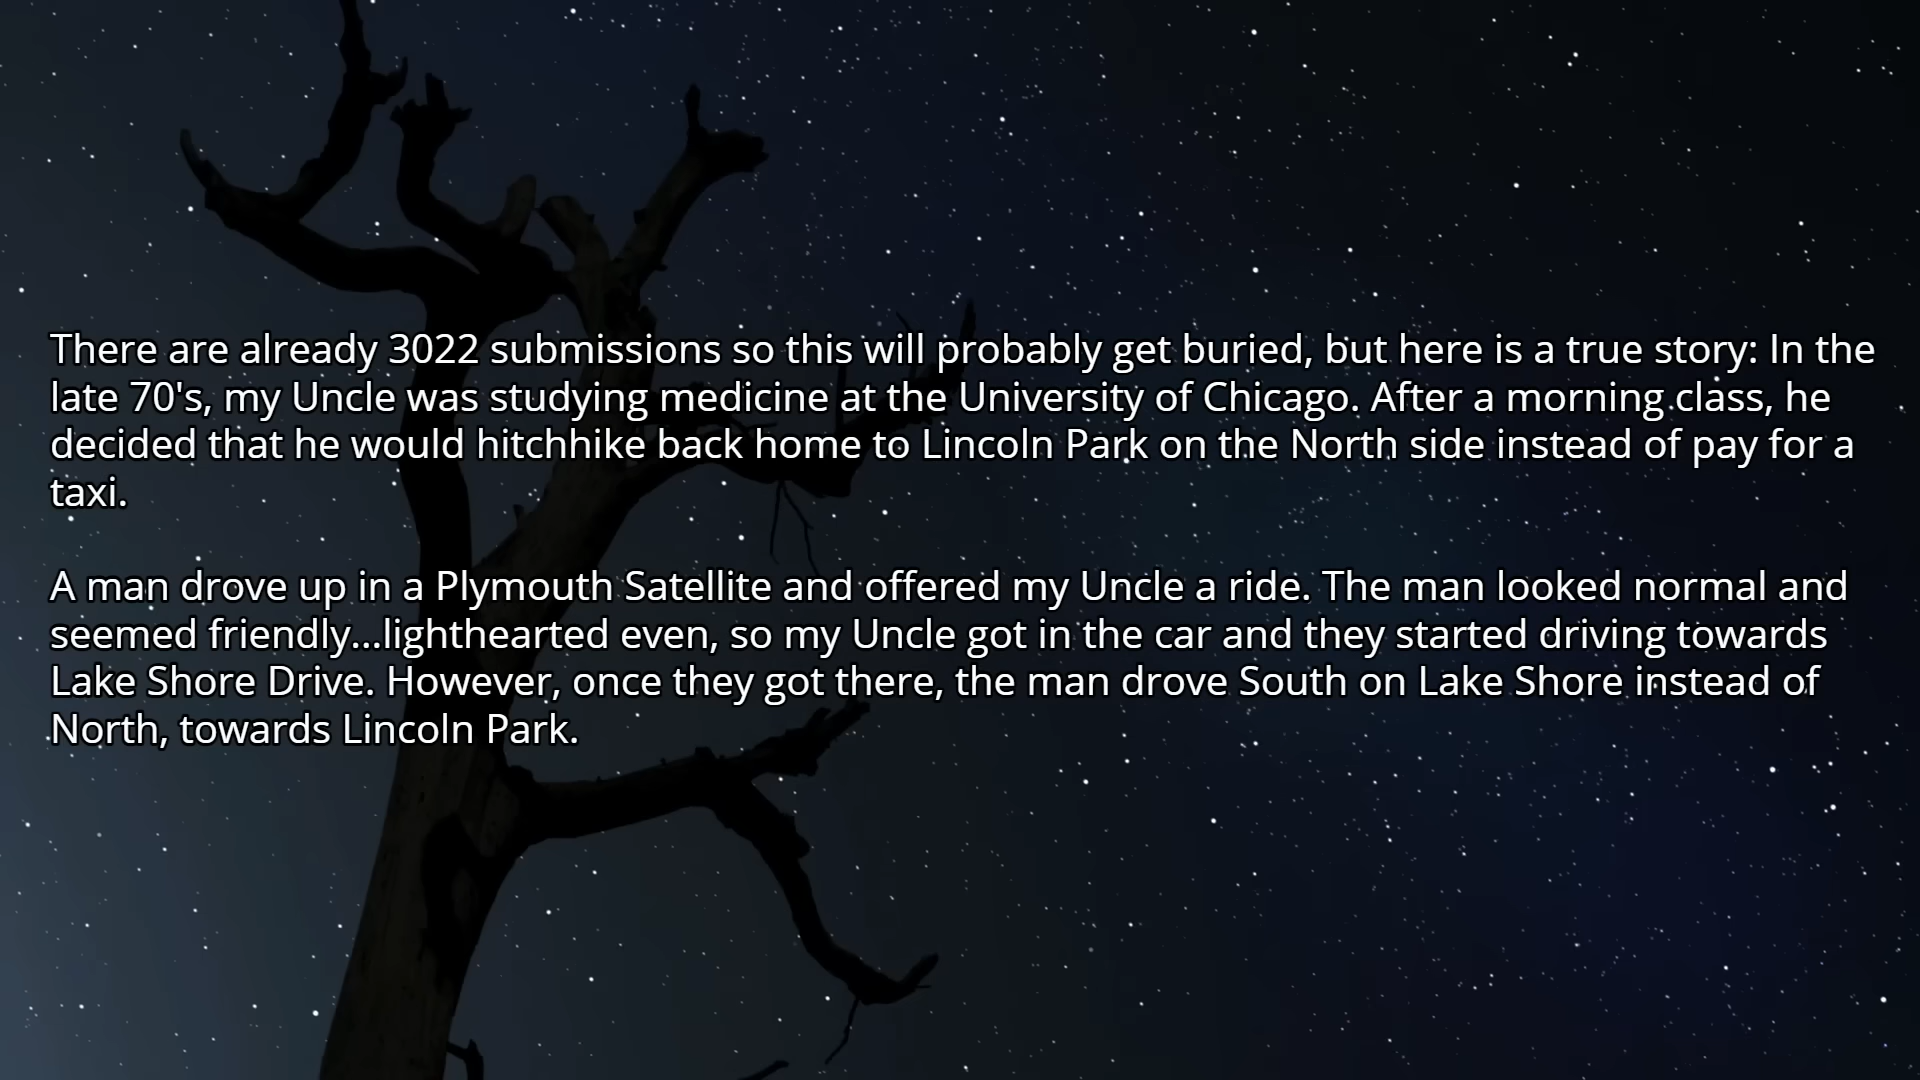 There are already 3022 submissions so this will probably get buried, but here is a true story: In the
late 70's, my Uncle was studying medicine at the University of Chicago. After a morning class, he
decided that he would hitchhike back home to Lincoln Park on the North side instead of pay for a
taxi.
A man drove up in a Plymouth Satellite and offered my Uncle a ride. The man looked normal and
seemed friendly...lighthearted even, so my Uncle got in the car and they started driving towards
Lake Shore Drive. However, once they got there, the man drove South on Lake Shore instead of
North, towards Lincoln Park.